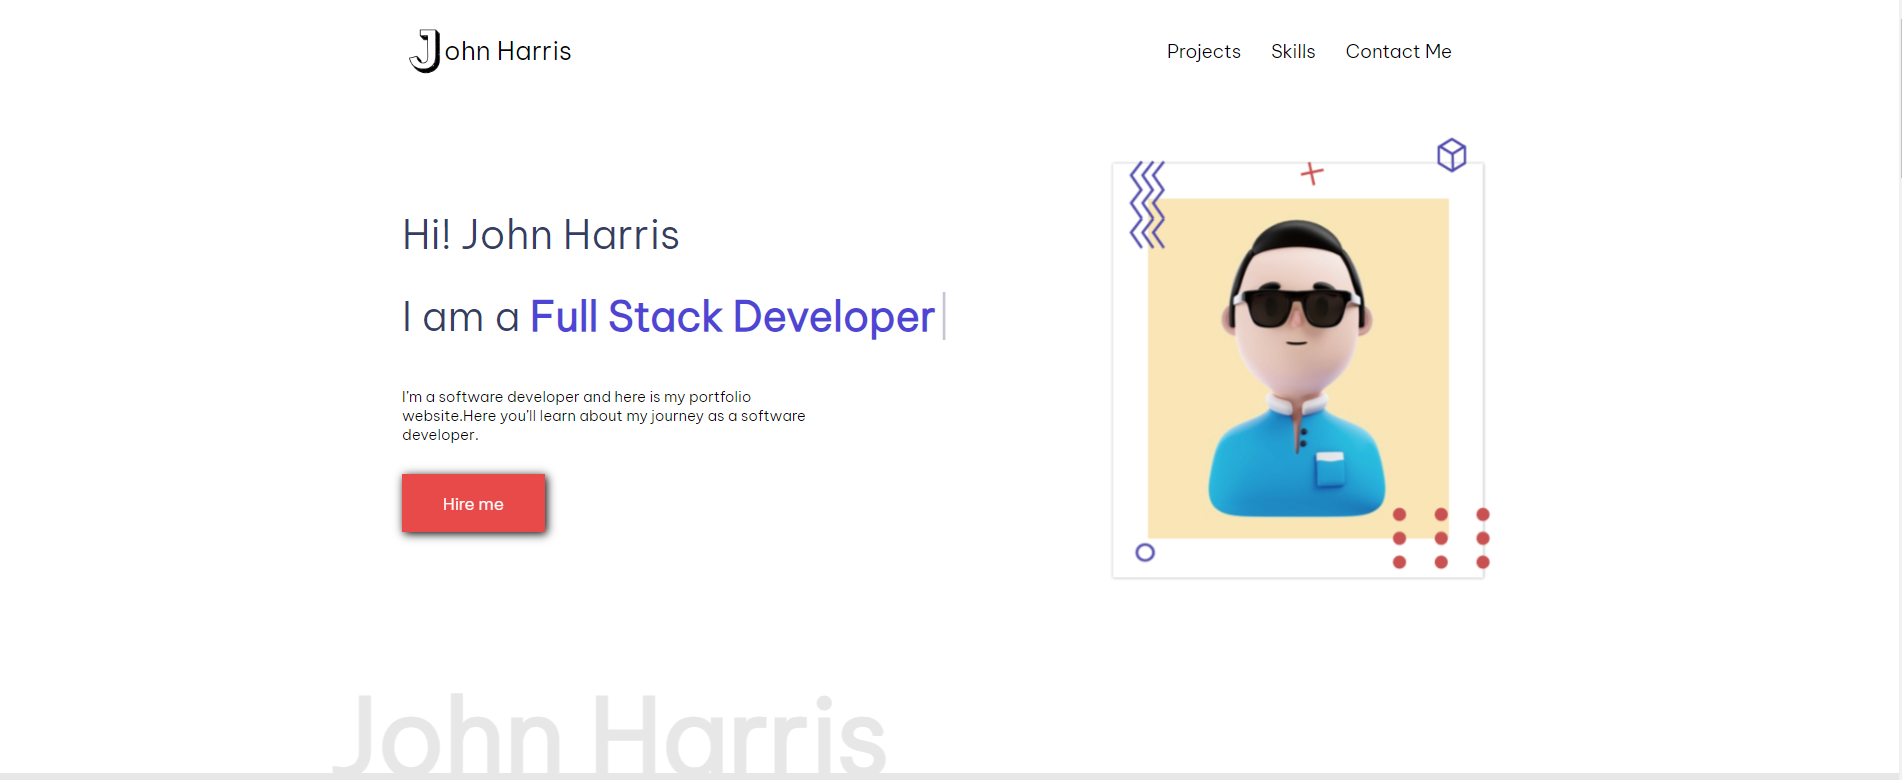 John Harris
Projects
Skills
Contact Me
Hi! John Harris
I am a Full Stack Developer
I'm a software developer and here is my portfolio
website.Here you'll learn about my journey as a software
developer.
Hire me
John Harris